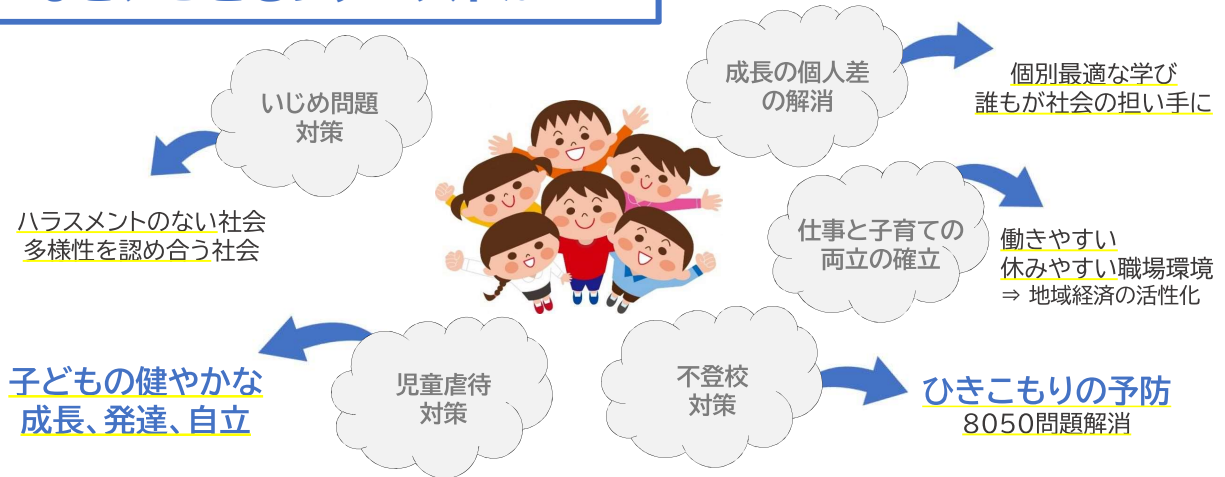 いじめ問題
対策
ハラスメントのない社会
多様性を認め合う社会
成長の個人差
の解消
個別最適な学び
誰もが社会の担い手に
仕事と子育ての
両立の確立
働きやすい
休みやすい職場環境
⇒ 地域経済の活性化
児童虐待
対策
子どもの健やかな
成長、発達、自立
不登校
対策
ひきこもりの予防
8050問題解消